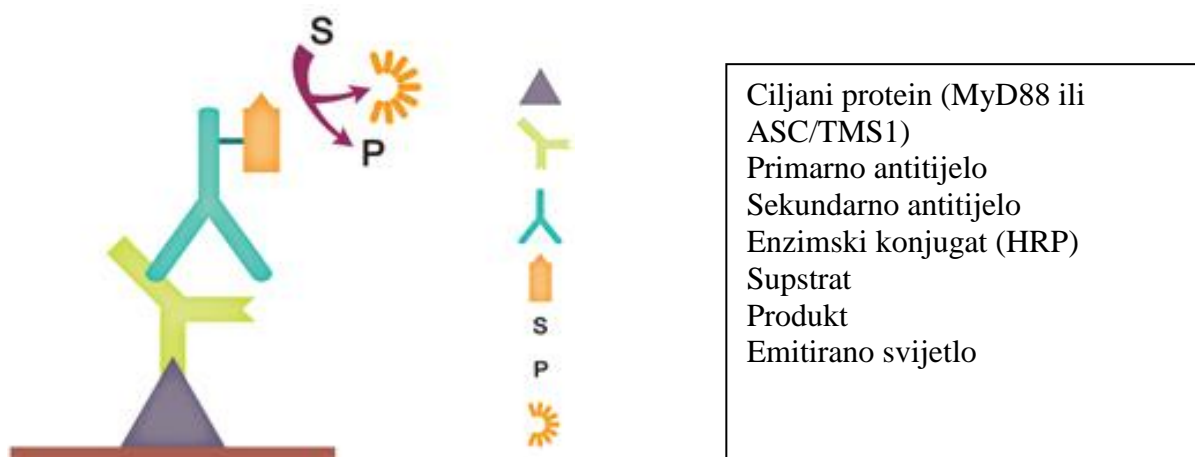 S
P
S
P
Ciljani protein (MyD88 ili
ASC/TMS1)
Primarno antitijelo
Sekundarno antitijelo
Enzimski konjugat (HRP)
Supstrat
Produkt
Emitirano svijetlo